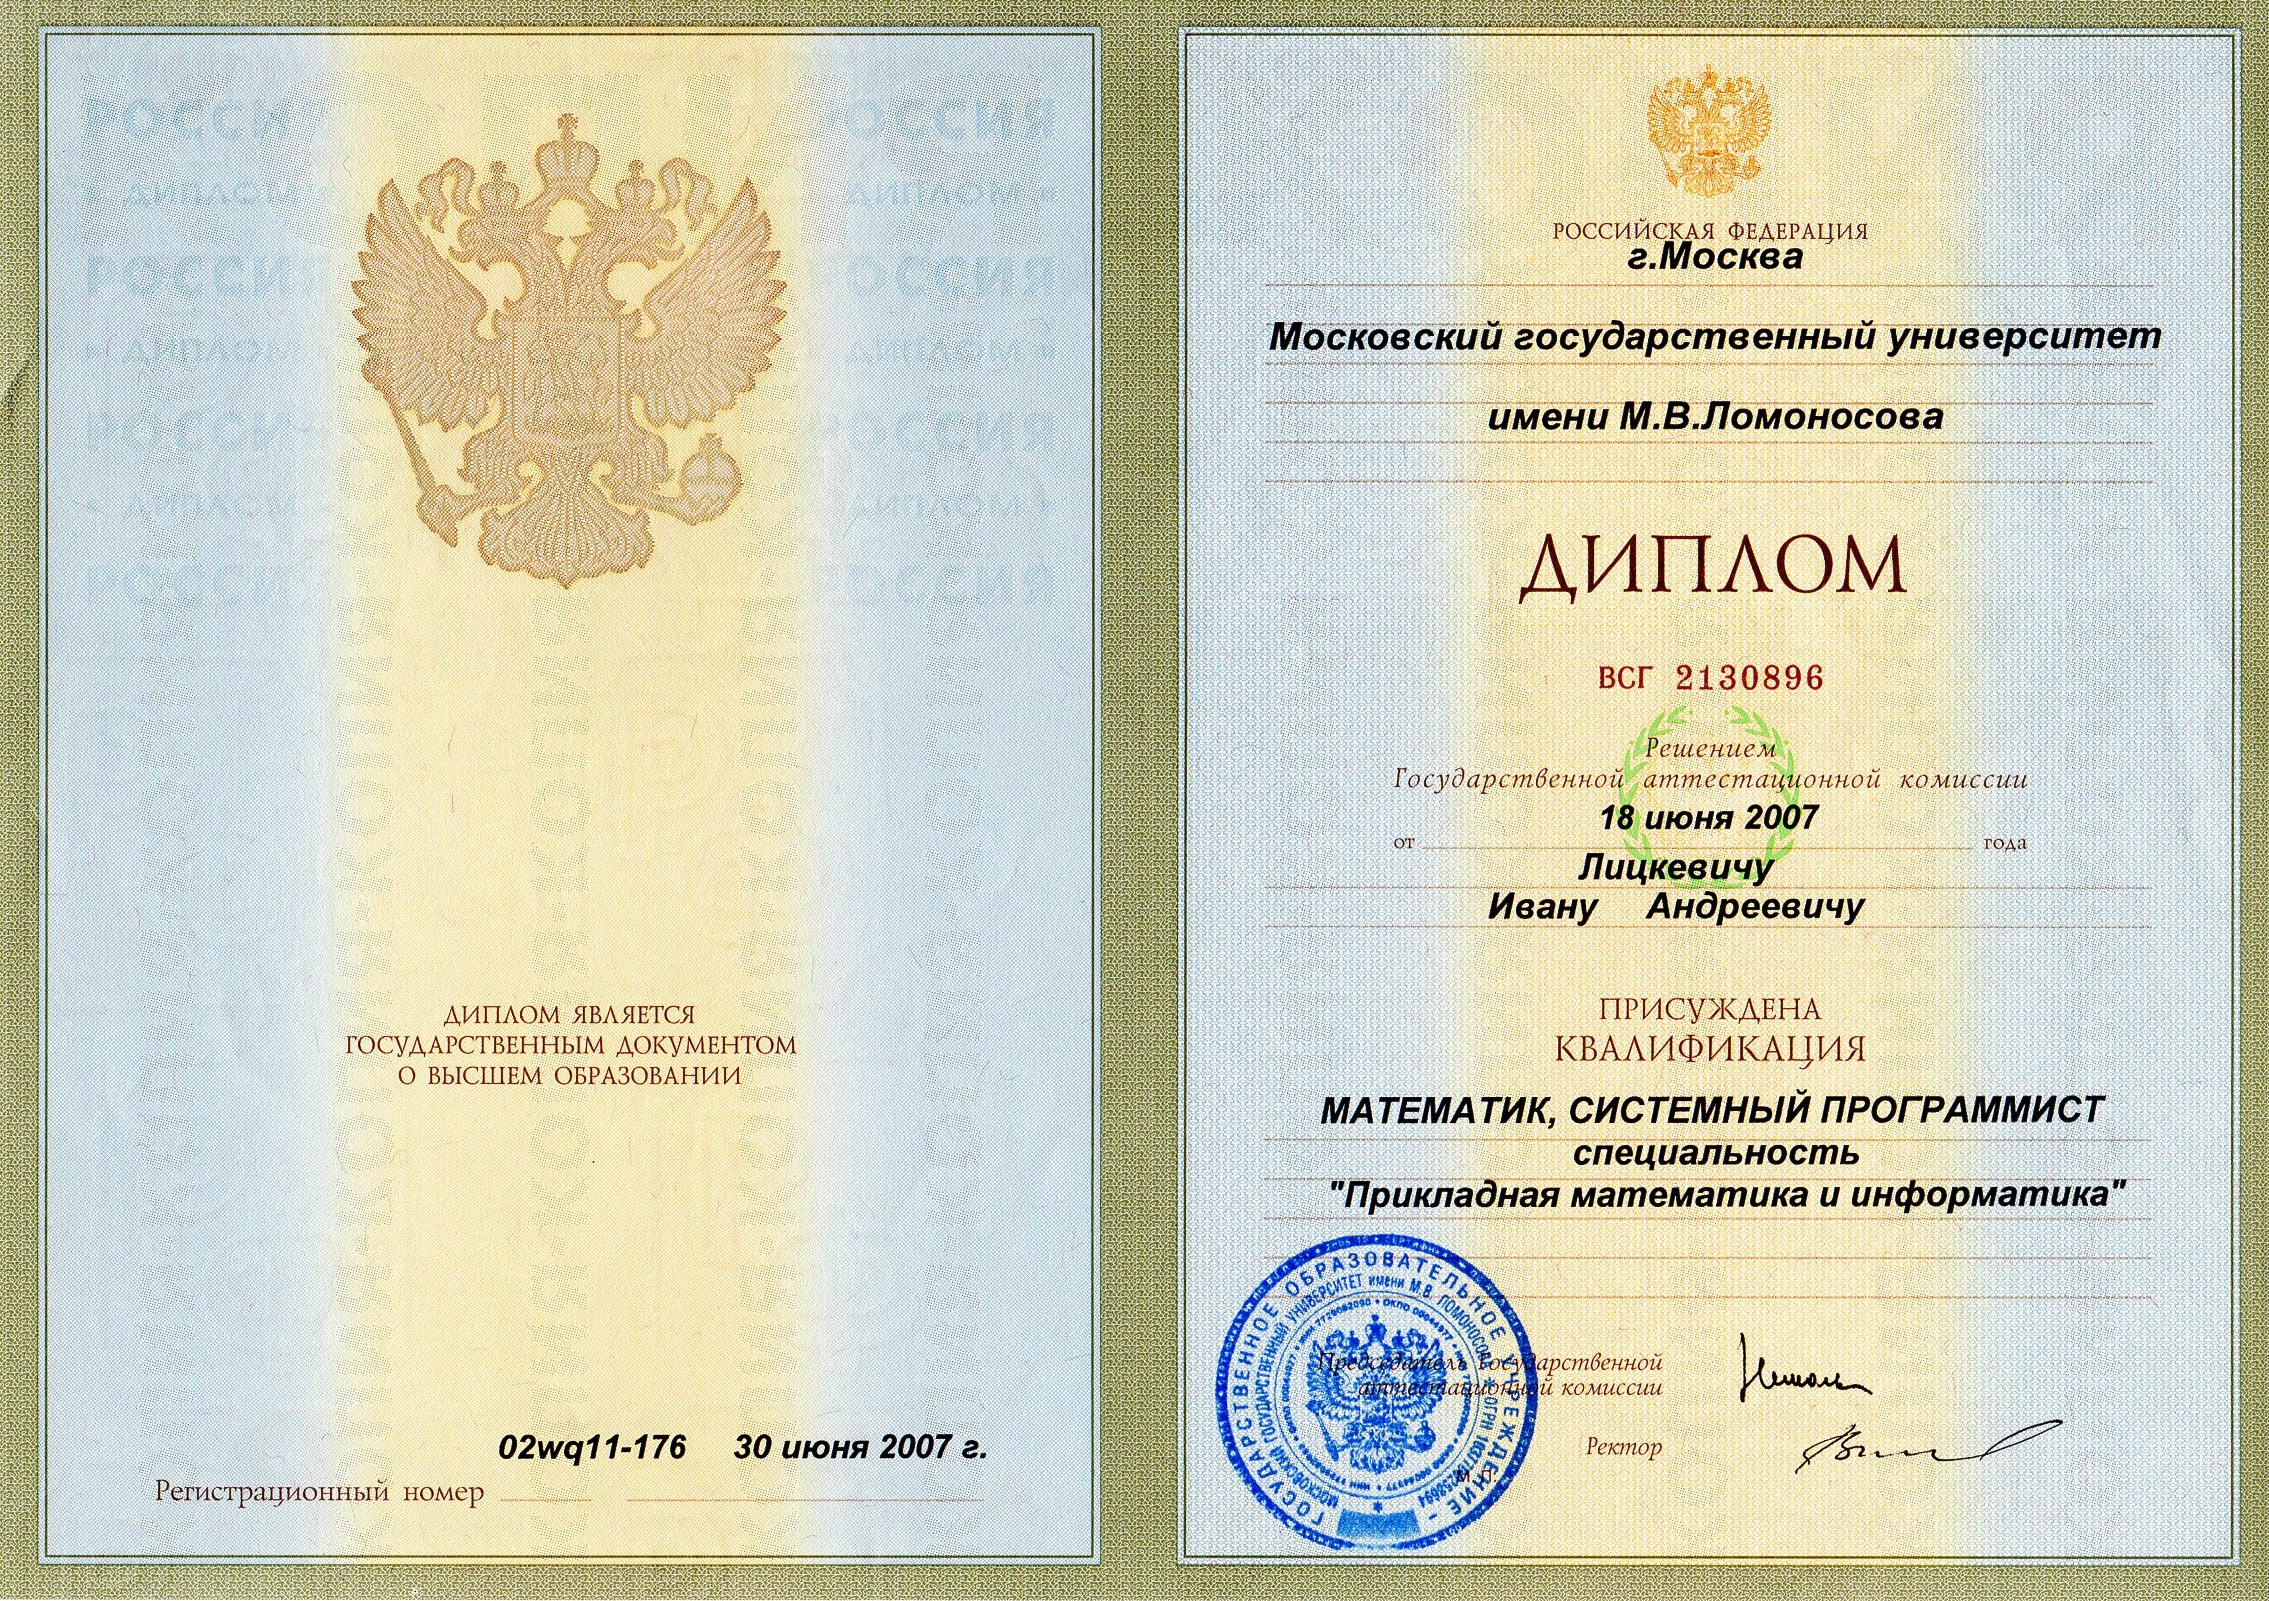 РОССИЯ
« ДИПЛОМ »
РОССИЯ
« ДИПЛОМ »
РОССИЯ
« ДИПЛОМ »
РОССИЯ
ДИПЛОМ ЯВЛЯЕТСЯ
ГОСУДАРСТВЕННЫМ ДОКУМЕНТОМ
О ВЫСШЕМ ОБРАЗОВАНИИ
02wq11-176 30 июня 2007 г.
Регистрационный номер
РОССИЙСКАЯ ФЕДЕРАЦИЯ
г.Москва
Московский государственный университет
имени М.В.Ломоносова
ДИПЛОМ
ВСГ 2130896
Решением
Государственной аттестационной комиссии
18 июня 2007
от года
Лицкевичу
Ивану Андреевичу
ПРИСУЖДЕНА
КВАЛИФИКАЦИЯ
МАТЕМАТИК, СИСТЕМНЫЙ ПРОГРАММИСТ
специальность
"Прикладная математика и информатика"
Председатель Государственной
аттестационной комиссии
Ректор
М. П.
ГОСУДАРСТВЕННОЕ ОБРАЗОВАТЕЛЬНОЕ УЧРЕЖДЕНИЕ
МОСКОВСКИЙ ГОСУДАРСТВЕННЫЙ УНИВЕРСИТЕТ имени М.В. ЛОМОНОСОВА